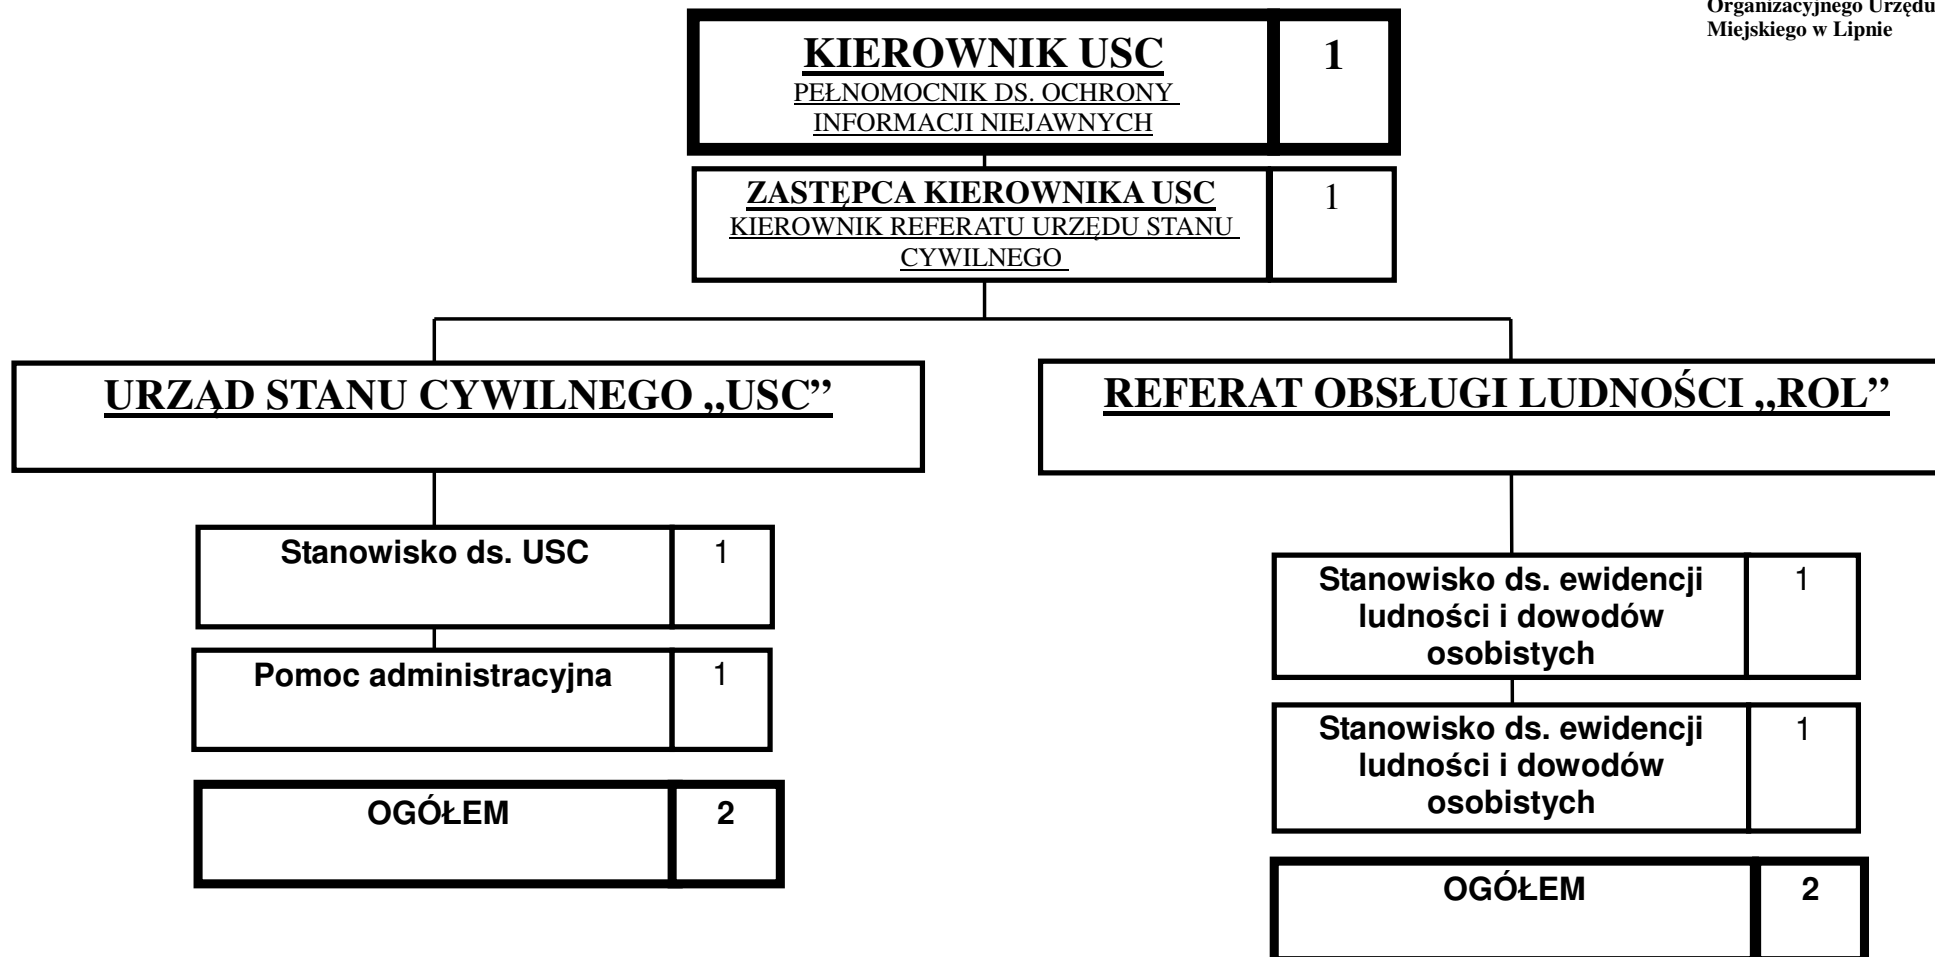 Organizacyjnego Urzędu
Miejskiego w Lipnie
KIEROWNIK USC 1
PEŁNOMOCNIK DS. OCHRONY
INFORMACJI NIEJAWNYCH
ZASTĘPCA KIEROWNIKA USC 1
KIEROWNIK REFERATU URZĘDU STANU
CYWILNEGO
URZĄD STANU CYWILNEGO „USC”
REFERAT OBSŁUGI LUDNOŚCI „ROL”
Stanowisko ds. USC 1
Pomoc administracyjna 1
OGÓŁEM 2
Stanowisko ds. ewidencji 1
ludności i dowodów
osobistych
Stanowisko ds. ewidencji 1
ludności i dowodów
osobistych
OGÓŁEM 2